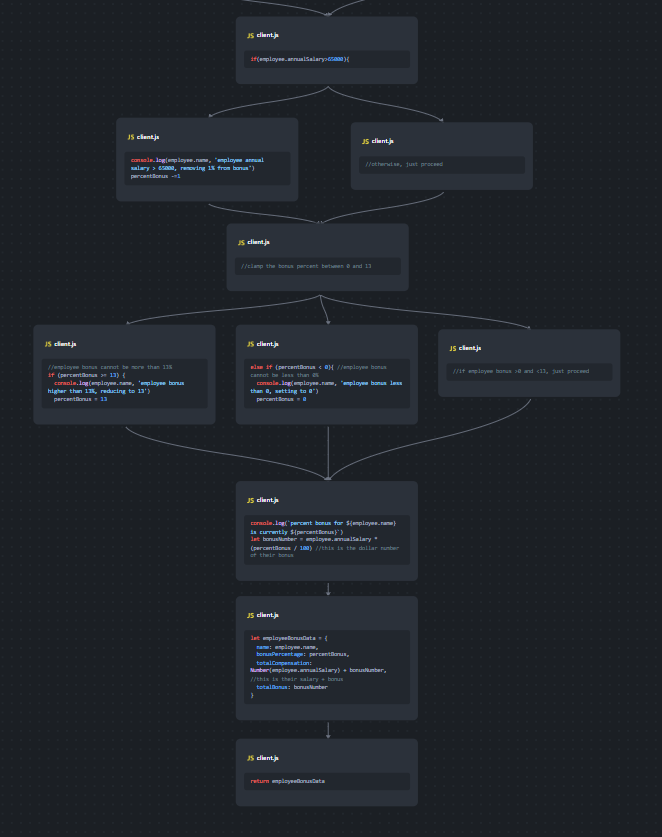 JS client.js
if(employee.annualSalary>65000){
JS client.js
console.log(employee.name, 'employee annual
salary > 65000, removing 1% from bonus')
percentBonus -=1
JS client.js
//otherwise, just proceed
JS client.js
//clamp the bonus percent between 0 and 13
JS client.js
//employee bonus cannot be more than 13%
if (percentBonus >= 13) {
console.log(employee.name, 'employee bonus
higher than 13%, reducing to 13')
percentBonus = 13
JS client.js
else if (percentBonus < 0){ //employee bonus
cannot be less than 0%
console.log(employee.name, 'employee bonus less
than 0, setting to 0')
percentBonus = 0
JS client.js
//if employee bonus >0 and <13, just proceed
JS client.js
console.log(`percent bonus for ${employee.name}
is currently ${percentBonus}`)
let bonusNumber = employee.annualSalary *
(percentBonus / 100) //this is the dollar number
of their bonus
JS client.js
let employeeBonusData = {
name: employee.name,
bonusPercentage: percentBonus,
totalCompensation:
Number(employee.annualSalary) + bonusNumber,
//this is their salary + bonus
totalBonus: bonusNumber
}
JS client.js
return employeeBonusData